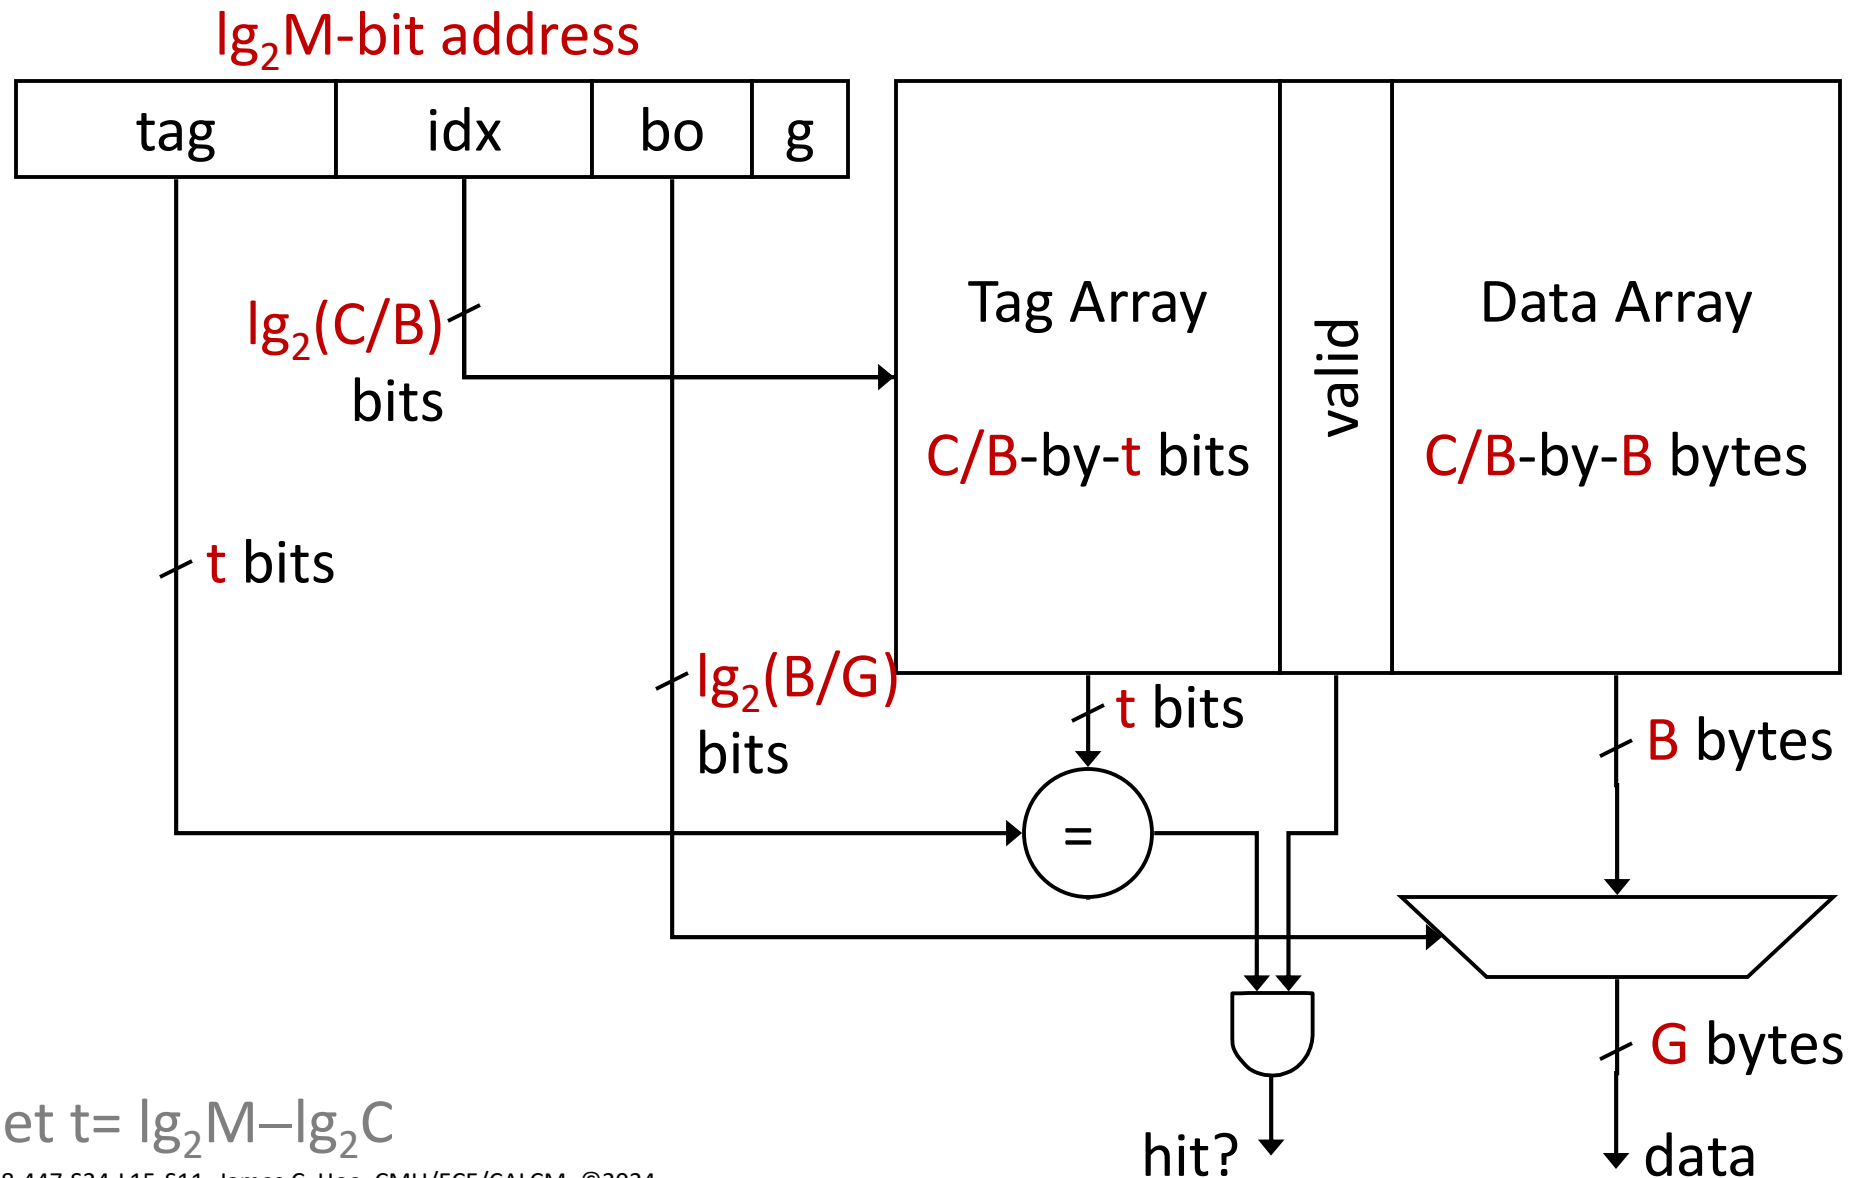 lg₂M-bit address
tag idx bo g
lg₂(C/B)
bits
Tag Array
C/B-by-t bits
valid
Data Array
C/B-by-B bytes
t bits
lg₂(B/G)
bits
t bits
B bytes
=
G bytes
et t= lg₂M–lg₂C
hit?
data